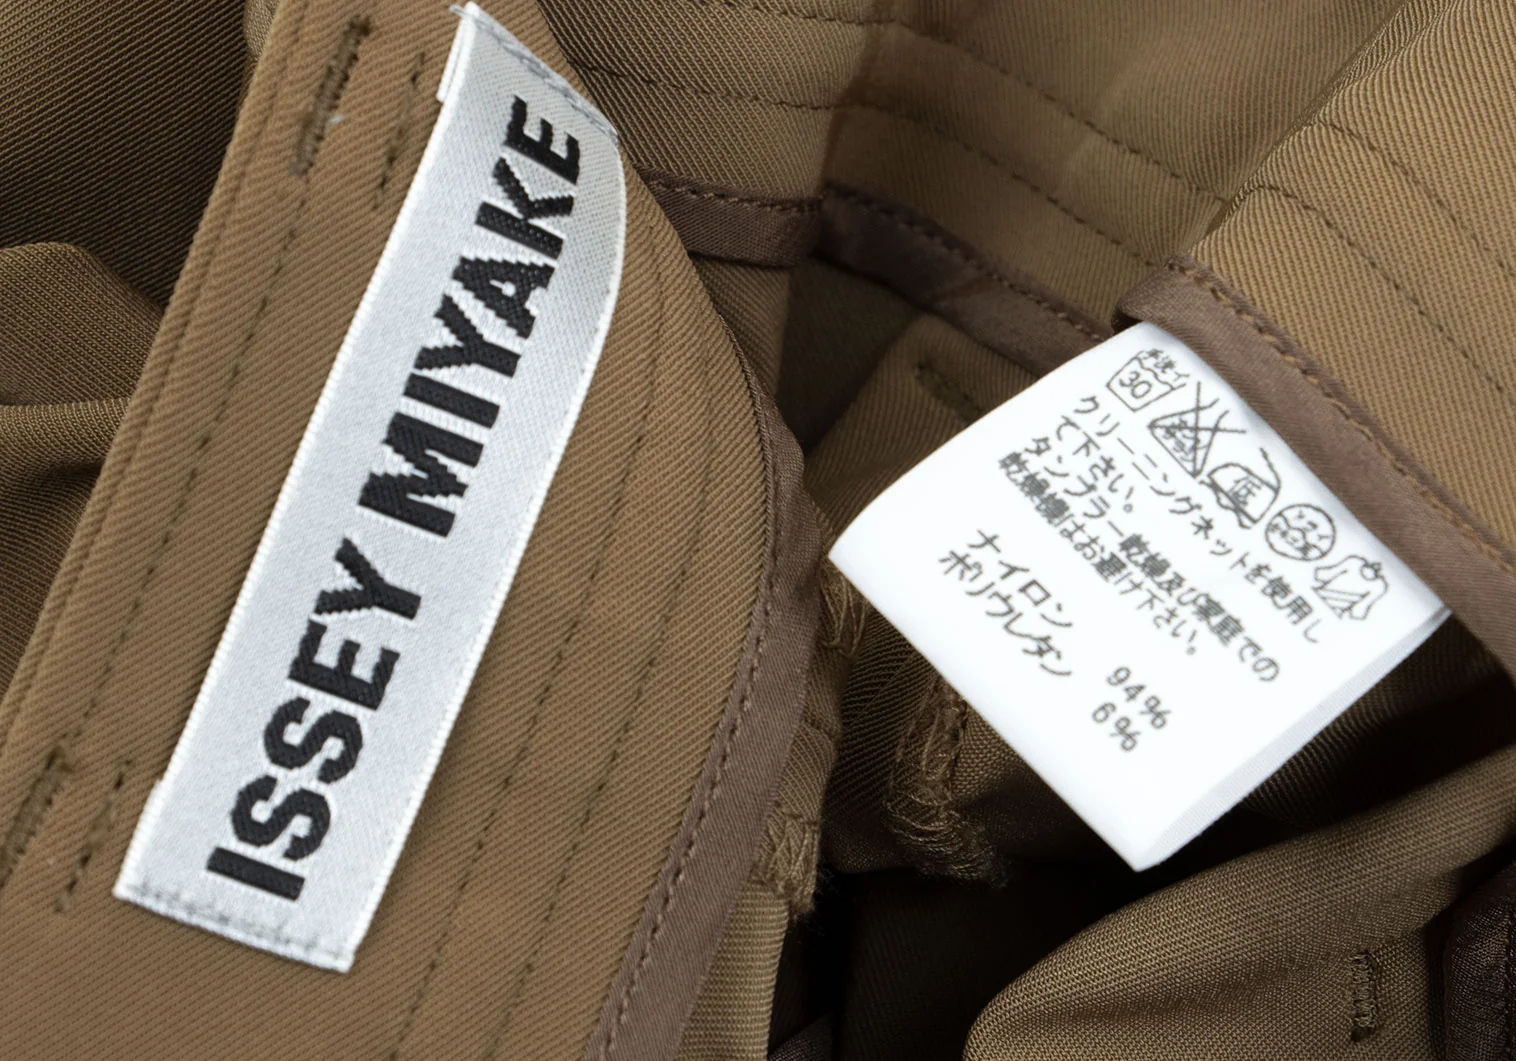 ISSEY MIYAKE
手洗イ
30
低
クリーニングネットを使用し
て下さい。
タンブラー乾燥及び家庭での
乾燥機はお避け下さい。
ナイロン 94%
ポリウレタン 6%